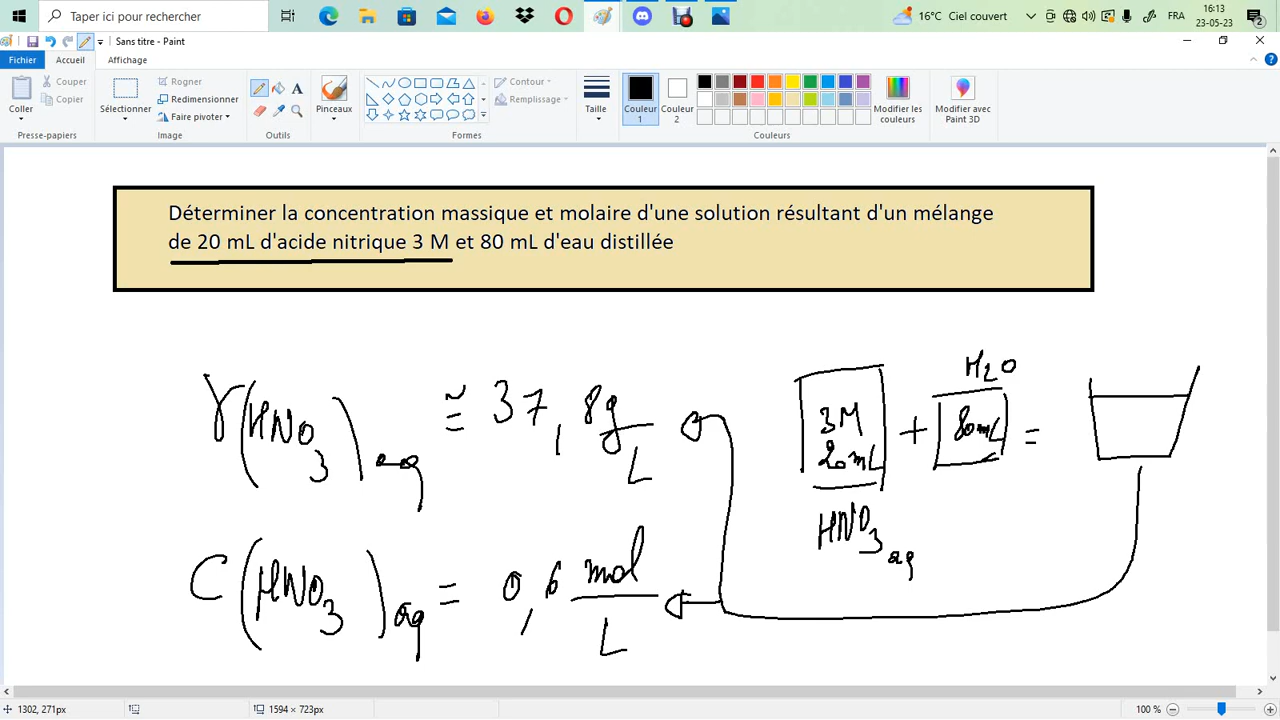 Taper ici pour rechercher
16°C Ciel couvert
FRA
16:13
23-05-23
2
Sans titre - Paint
Fichier
Accueil
Affichage
Coller
Couper
Copier
Presse-papiers
Sélectionner
Rogner
Redimensionner
Faire pivoter
Image
A
Outils
Pinceaux
Contour
Remplissage
Formes
Taille
Couleur 1
Couleur 2
Modifier les couleurs
Couleurs
Modifier avec Paint 3D
Déterminer la concentration massique et molaire d'une solution résultant d'un mélange
de 20 mL d'acide nitrique 3 M et 80 mL d'eau distillée
γ(HNO3)aq ≅ 37,8 g/L
C(HNO3)aq = 0,6 mol/L
3M
20mL
HNO3 aq
+
H2O
80mL
=
1302, 271px
1594 × 723px
100 %